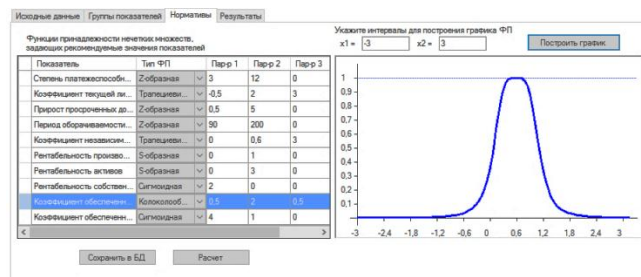 Исходные данные Группы показателей Нормативы Результаты
Функции принадлежности нечетких множеств,
задающих рекомендуемые значения показателей
Укажите интервалы для построения графика ФП
x1 = -3 x2 = 3 Построить график
Показатель Тип ФП Пар-р 1 Пар-р 2 Пар-р 3
Степень платежеспособн... Z-образная 3 12 0
Коэффициент текущей ли... Трапециеви... -0,5 2 3
Прирост просроченных до... Z-образная 0,5 5 0
Период оборачиваемости... Z-образная 90 200 0
Коэффициент независим... Трапециеви... 0 0,6 3
Рентабельность произво... S-образная 0 1 0
Рентабельность активов S-образная 0 3 0
Рентабельность собствен... Сигмоидная 2 0 0
Коэффициент обеспеченн... Колоколооб... 0,5 2 0,5
Коэффициент обеспеченн... Сигмоидная 4 1 0
Сохранить в БД Расчет
1
0,9
0,8
0,7
0,6
0,5
0,4
0,3
0,2
0,1
-3 -2,4 -1,2 -0,6 0 0,6 1,2 1,8 2,4 3